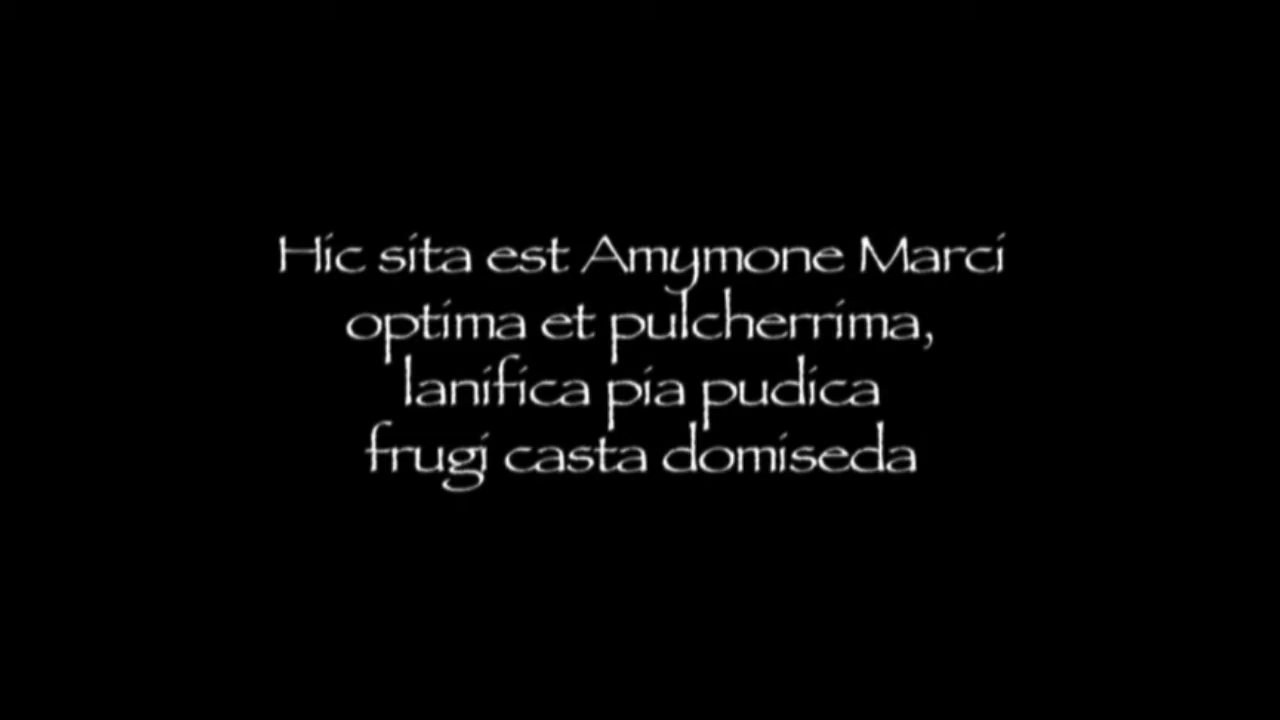 Hic sita est Amymone Marci
optima et pulcherrima,
lanifica pia pudica
frugi casta domiseda